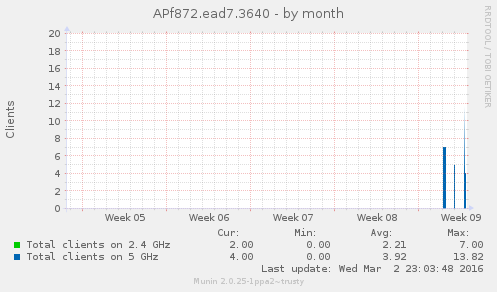 APf872.ead7.3640 - by month
RRDTOOL / TOBI OETIKER
Clients
20
18
16
14
12
10
8
6
4
2
0
Week 05 Week 06 Week 07 Week 08 Week 09
Cur: Min: Avg: Max:
Total clients on 2.4 GHz 2.00 0.00 2.21 7.00
Total clients on 5 GHz 4.00 0.00 3.92 13.82
Last update: Wed Mar 2 23:03:48 2016
Munin 2.0.25-1ppa2~trusty